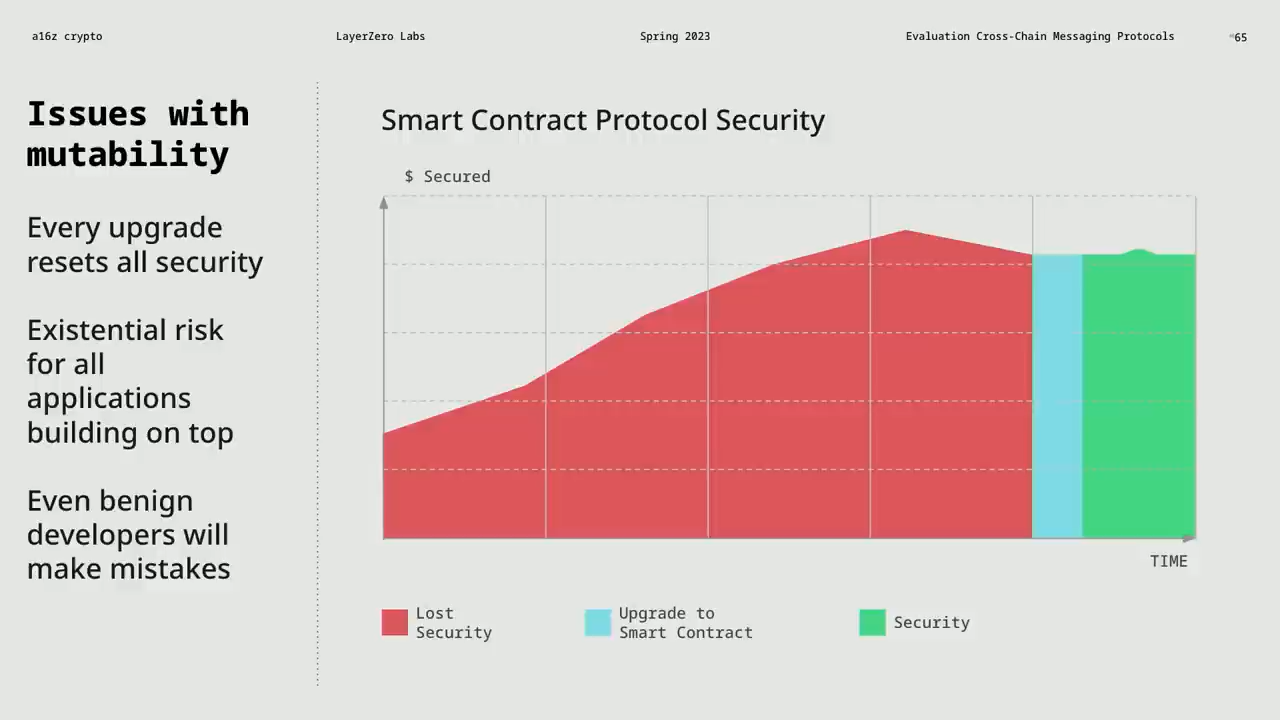 a16z crypto
LayerZero Labs
Spring 2023
Evaluation Cross-Chain Messaging Protocols
65
Issues with
mutability
Every upgrade
resets all security
Existential risk
for all
applications
building on top
Even benign
developers will
make mistakes
Smart Contract Protocol Security
$ Secured
TIME
Lost
Security
Upgrade to
Smart Contract
Security